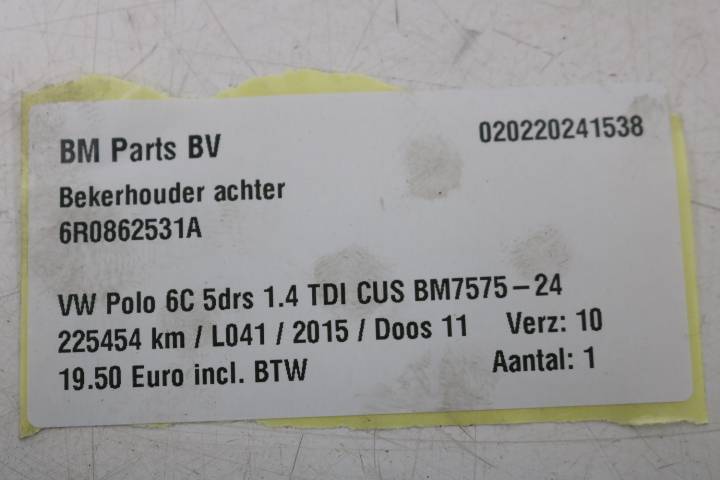 BM Parts BV 020220241538
Bekerhouder achter
6R0862531A
VW Polo 6C 5drs 1.4 TDI CUS BM7575-24
225454 km / L041 / 2015 / Doos 11 Verz: 10
19.50 Euro incl. BTW Aantal: 1